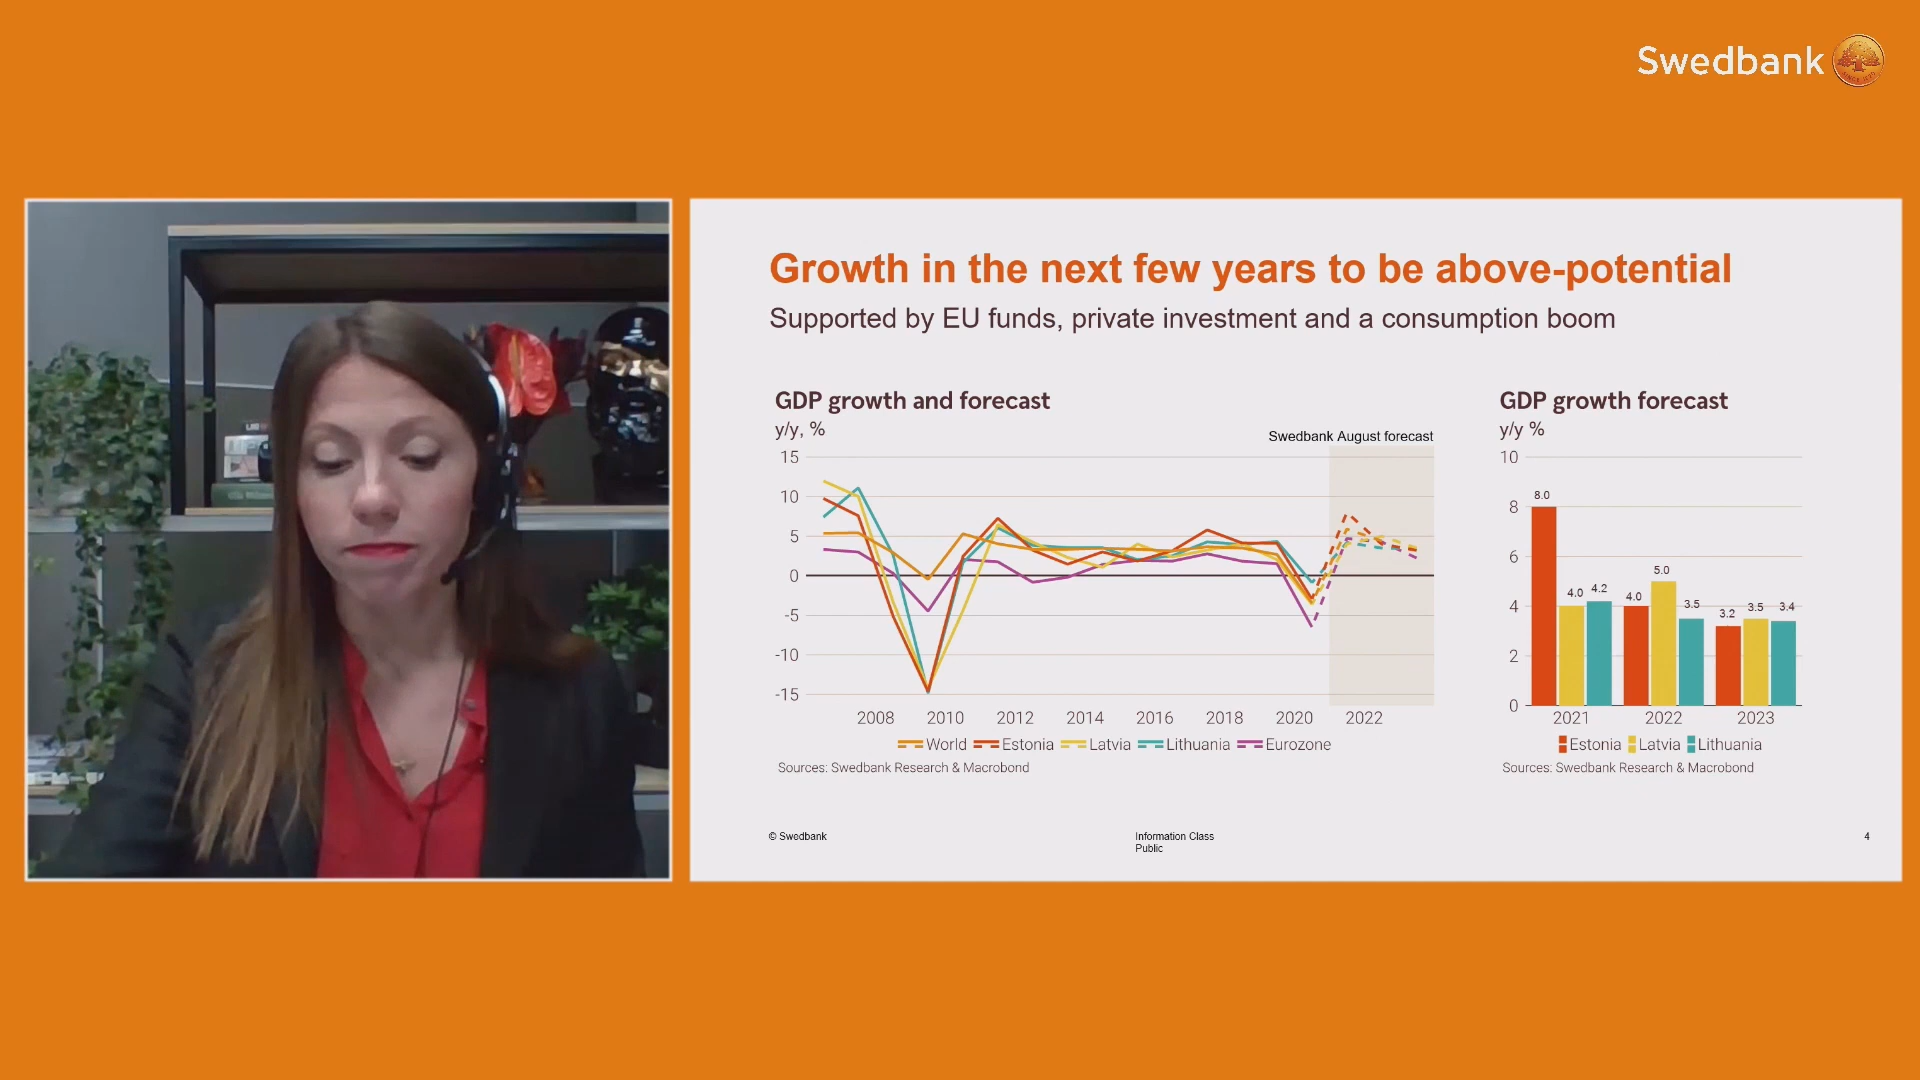 Swedbank
Growth in the next few years to be above-potential
Supported by EU funds, private investment and a consumption boom
GDP growth and forecast
y/y, %
Swedbank August forecast
15
10
5
0
-5
-10
-15
2008 2010 2012 2014 2016 2018 2020 2022
World Estonia Latvia Lithuania Eurozone
Sources: Swedbank Research & Macrobond
GDP growth forecast
y/y %
10
8
6
4
2
0
8.0 4.0 4.2 4.0 5.0 3.5 3.2 3.5 3.4
2021 2022 2023
Estonia Latvia Lithuania
Sources: Swedbank Research & Macrobond
© Swedbank
Information Class
Public
4